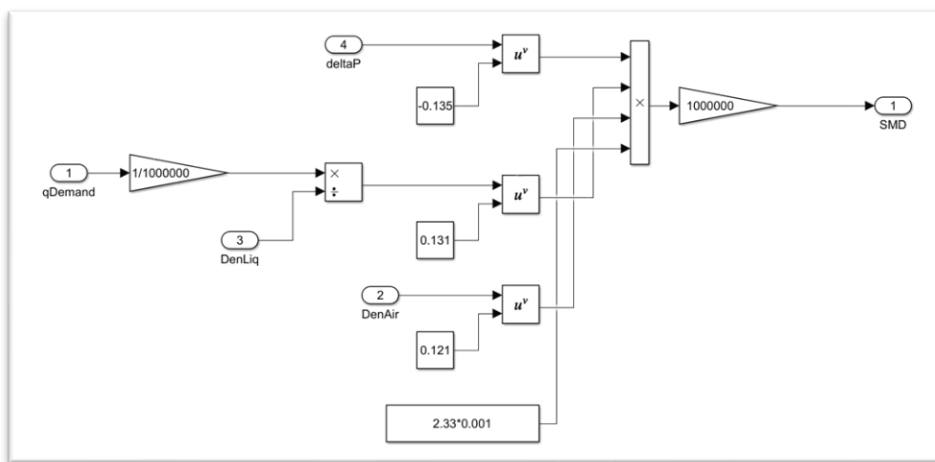 4
deltaP
u^v
-0.135
×
1000000
1
SMD
1
qDemand
1/1000000
×
÷
3
DenLiq
u^v
0.131
2
DenAir
u^v
0.121
2.33*0.001